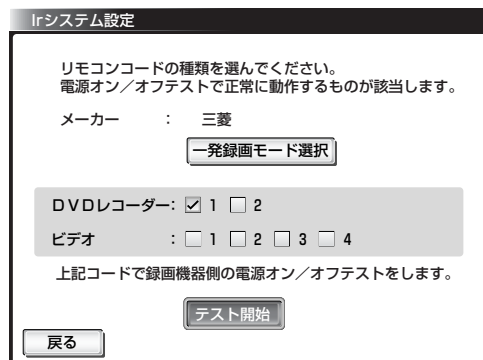 Irシステム設定
リモコンコードの種類を選んでください。
電源オン／オフテストで正常に動作するものが該当します。
メーカー : 三菱
一発録画モード選択
DVDレコーダー: 1 2
ビデオ : 1 2 3 4
上記コードで録画機器側の電源オン／オフテストをします。
テスト開始
戻る